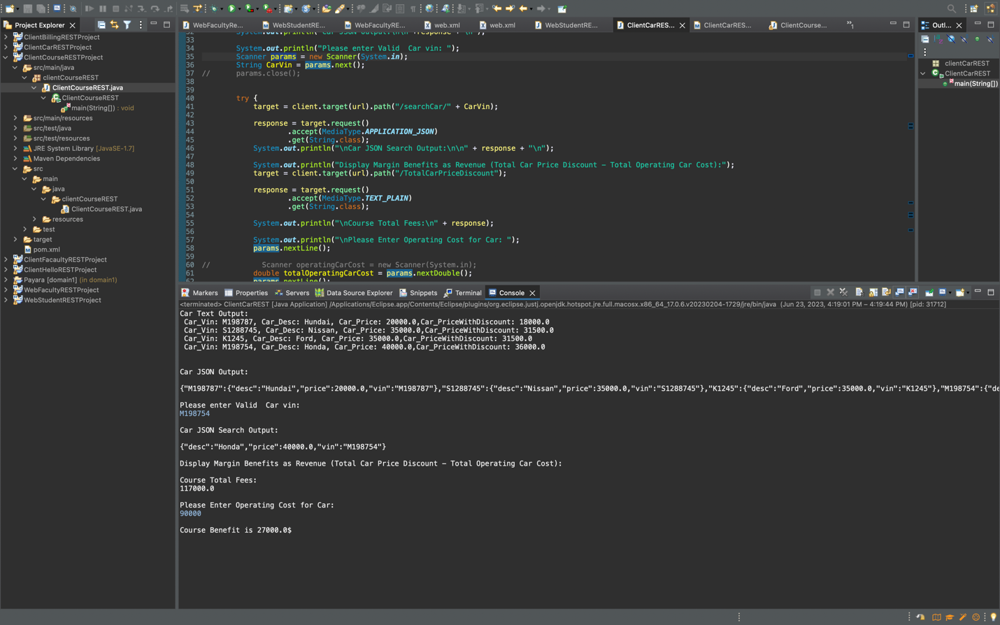 Project Explorer
ClientBillingRESTProject
ClientCarRESTProject
ClientCourseRESTProject
src/main/java
clientCourseREST
ClientCourseREST.java
ClientCourseREST
main(String[]) : void
src/main/resources
src/test/java
src/test/resources
JRE System Library [JavaSE-1.7]
Maven Dependencies
src
main
java
clientCourseREST
ClientCourseREST.java
resources
test
target
pom.xml
ClientFacaultyRESTProject
ClientHelloRESTProject
Payara [domain1] (in domain1)
WebFacultyRESTProject
WebStudentRESTProject
WebFacultyRe...
WebStudentRE...
WebFacultyRE...
web.xml
web.xml
WebStudentRE...
ClientCarRES...
ClientCarRES...
ClientCourse...
33
34 System.out.println("Please enter Valid  Car vin: ");
35 Scanner params = new Scanner(System.in);
36 String CarVin = params.next();
37 // params.close();
38
39
40 try {
41 target = client.target(url).path("/searchCar/" + CarVin);
42
43 response = target.request()
44 .accept(MediaType.APPLICATION_JSON)
45 .get(String.class);
46 System.out.println("\nCar JSON Search Output:\n\n" + response + "\n");
47
48 System.out.println("Display Margin Benefits as Revenue (Total Car Price Discount - Total Operating Car Cost):");
49 target = client.target(url).path("/TotalCarPriceDiscount");
50
51 response = target.request()
52 .accept(MediaType.TEXT_PLAIN)
53 .get(String.class);
54
55 System.out.println("\nCourse Total Fees:\n" + response);
56
57 System.out.println("\nPlease Enter Operating Cost for Car: ");
58 params.nextLine();
59
60 // Scanner operatingCarCost = new Scanner(System.in);
61 double totalOperatingCarCost = params.nextDouble();
Outl...
clientCarREST
ClientCarREST
main(String[])
Markers
Properties
Servers
Data Source Explorer
Snippets
Terminal
Console
<terminated> ClientCarREST [Java Application] /Applications/Eclipse.app/Contents/Eclipse/plugins/org.eclipse.justj.openjdk.hotspot.jre.full.macosx.x86_64_17.0.6.v20230204-1729/jre/bin/java (Jun 23, 2023, 4:19:01 PM – 4:19:44 PM) [pid: 31712]
Car Text Output:
Car_Vin: M198787, Car_Desc: Hundai, Car_Price: 20000.0,Car_PriceWithDiscount: 18000.0
Car_Vin: S1288745, Car_Desc: Nissan, Car_Price: 35000.0,Car_PriceWithDiscount: 31500.0
Car_Vin: K1245, Car_Desc: Ford, Car_Price: 35000.0,Car_PriceWithDiscount: 31500.0
Car_Vin: M198754, Car_Desc: Honda, Car_Price: 40000.0,Car_PriceWithDiscount: 36000.0
Car JSON Output:
{"M198787":{"desc":"Hundai","price":20000.0,"vin":"M198787"},"S1288745":{"desc":"Nissan","price":35000.0,"vin":"S1288745"},"K1245":{"desc":"Ford","price":35000.0,"vin":"K1245"},"M198754":{"de
Please enter Valid  Car vin:
M198754
Car JSON Search Output:
{"desc":"Honda","price":40000.0,"vin":"M198754"}
Display Margin Benefits as Revenue (Total Car Price Discount - Total Operating Car Cost):
Course Total Fees:
117000.0
Please Enter Operating Cost for Car:
90000
Course Benefit is 27000.0$